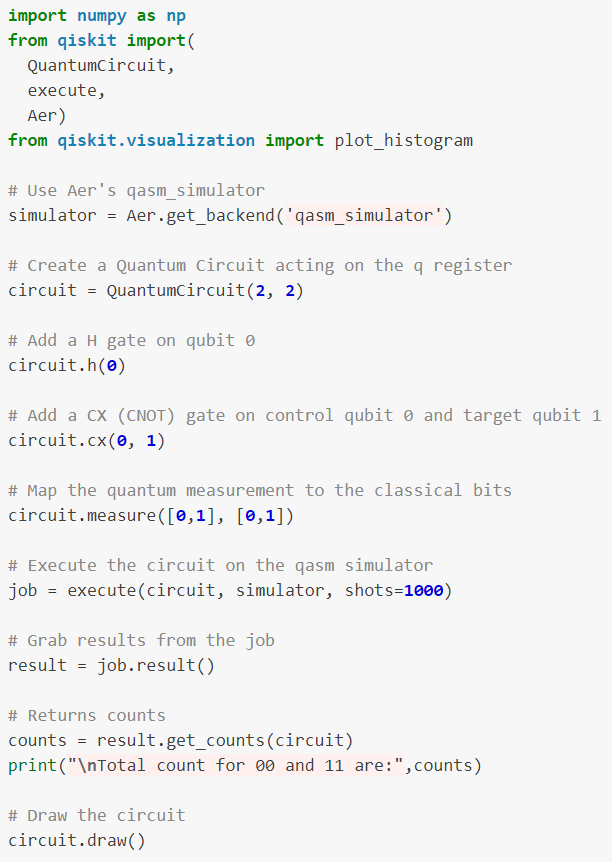 import numpy as np
from qiskit import(
  QuantumCircuit,
  execute,
  Aer)
from qiskit.visualization import plot_histogram

# Use Aer's qasm_simulator
simulator = Aer.get_backend('qasm_simulator')

# Create a Quantum Circuit acting on the q register
circuit = QuantumCircuit(2, 2)

# Add a H gate on qubit 0
circuit.h(0)

# Add a CX (CNOT) gate on control qubit 0 and target qubit 1
circuit.cx(0, 1)

# Map the quantum measurement to the classical bits
circuit.measure([0,1], [0,1])

# Execute the circuit on the qasm simulator
job = execute(circuit, simulator, shots=1000)

# Grab results from the job
result = job.result()

# Returns counts
counts = result.get_counts(circuit)
print("\nTotal count for 00 and 11 are:",counts)

# Draw the circuit
circuit.draw()